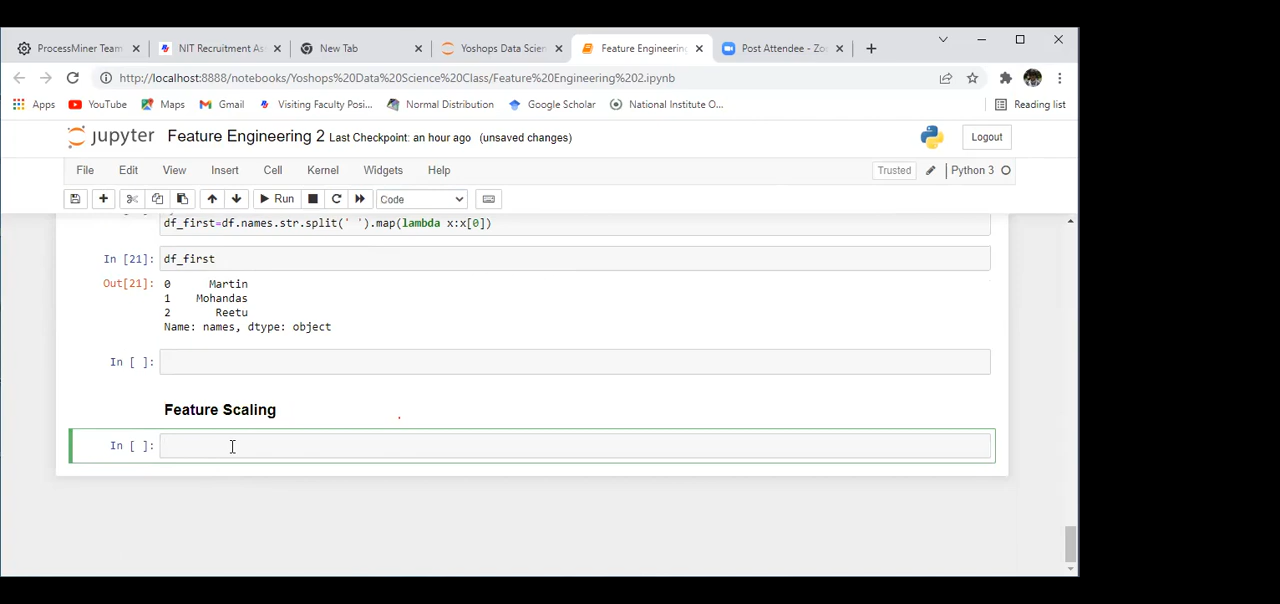 ProcessMiner Team
NIT Recruitment As
New Tab
Yoshops Data Scien
Feature Engineering
Post Attendee - Zoo
http://localhost:8888/notebooks/Yoshops%20Data%20Science%20Class/Feature%20Engineering%202.ipynb
Apps
YouTube
Maps
Gmail
Visiting Faculty Posi...
Normal Distribution
Google Scholar
National Institute O...
Reading list
jupyter Feature Engineering 2 Last Checkpoint: an hour ago (unsaved changes)
Logout
File Edit View Insert Cell Kernel Widgets Help
Trusted
Python 3
Run
Code
df_first=df.names.str.split(' ').map(lambda x:x[0])
In [21]: df_first
Out[21]: 0 Martin
1 Mohandas
2 Reetu
Name: names, dtype: object
In [ ]:
Feature Scaling
In [ ]: